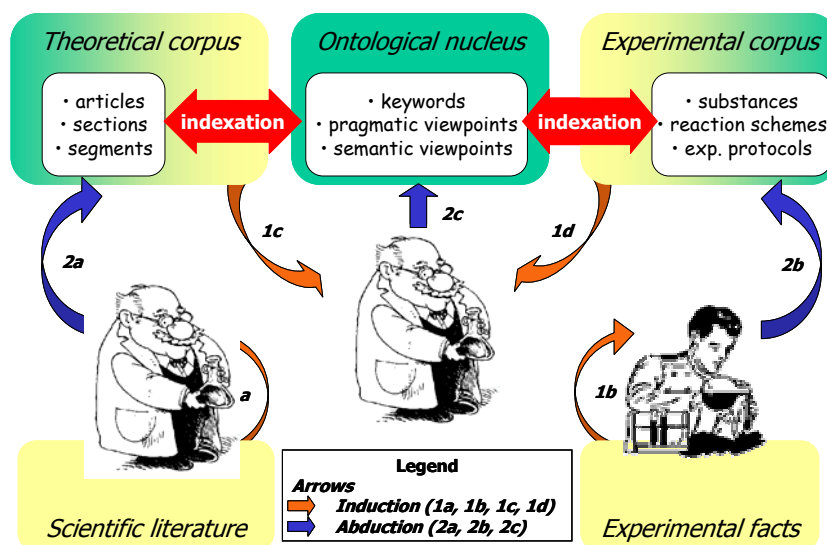 Theoretical corpus
Ontological nucleus
Experimental corpus
• articles
• sections
• segments
indexation
• keywords
• pragmatic viewpoints
• semantic viewpoints
indexation
• substances
• reaction schemes
• exp. protocols
1c
2c
1d
2a
2b
a
1b
Legend
Arrows
Induction (1a, 1b, 1c, 1d)
Abduction (2a, 2b, 2c)
Scientific literature
Experimental facts